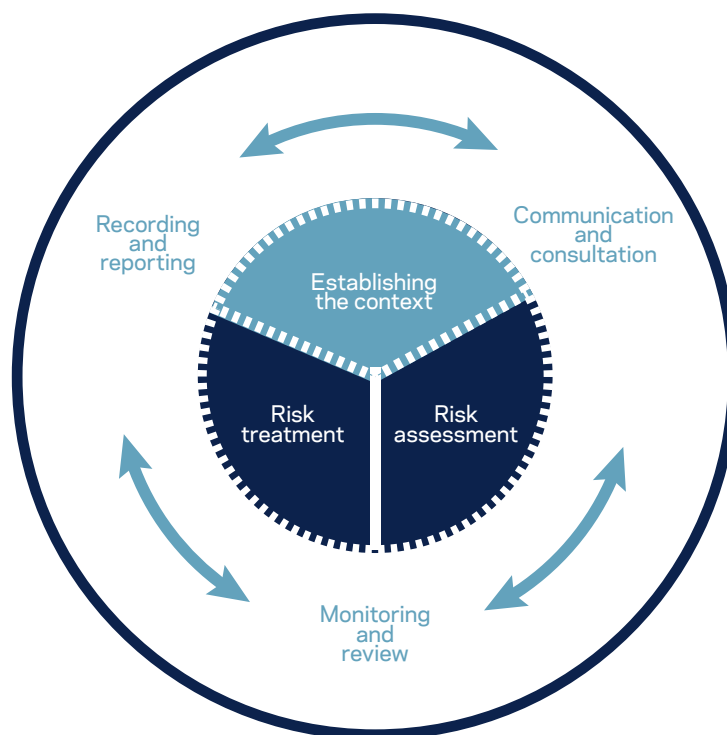 Recording
and
reporting
Communication
and
consultation
Establishing
the context
Risk
treatment
Risk
assessment
Monitoring
and
review